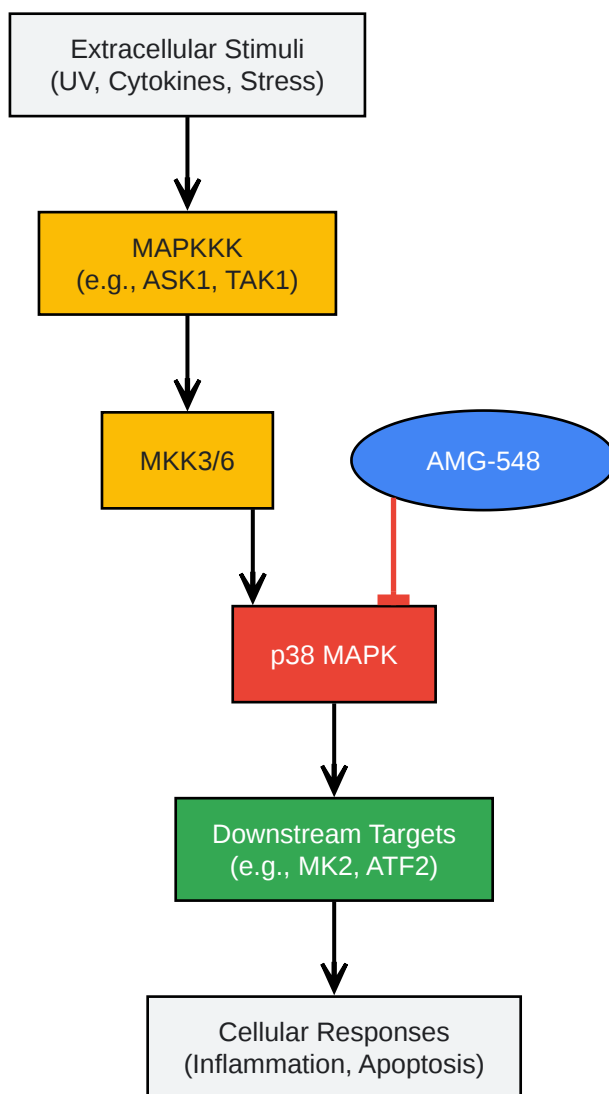 Extracellular Stimuli
(UV, Cytokines, Stress)
MAPKKK
(e.g., ASK1, TAK1)
MKK3/6
AMG-548
p38 MAPK
Downstream Targets
(e.g., MK2, ATF2)
Cellular Responses
(Inflammation, Apoptosis)